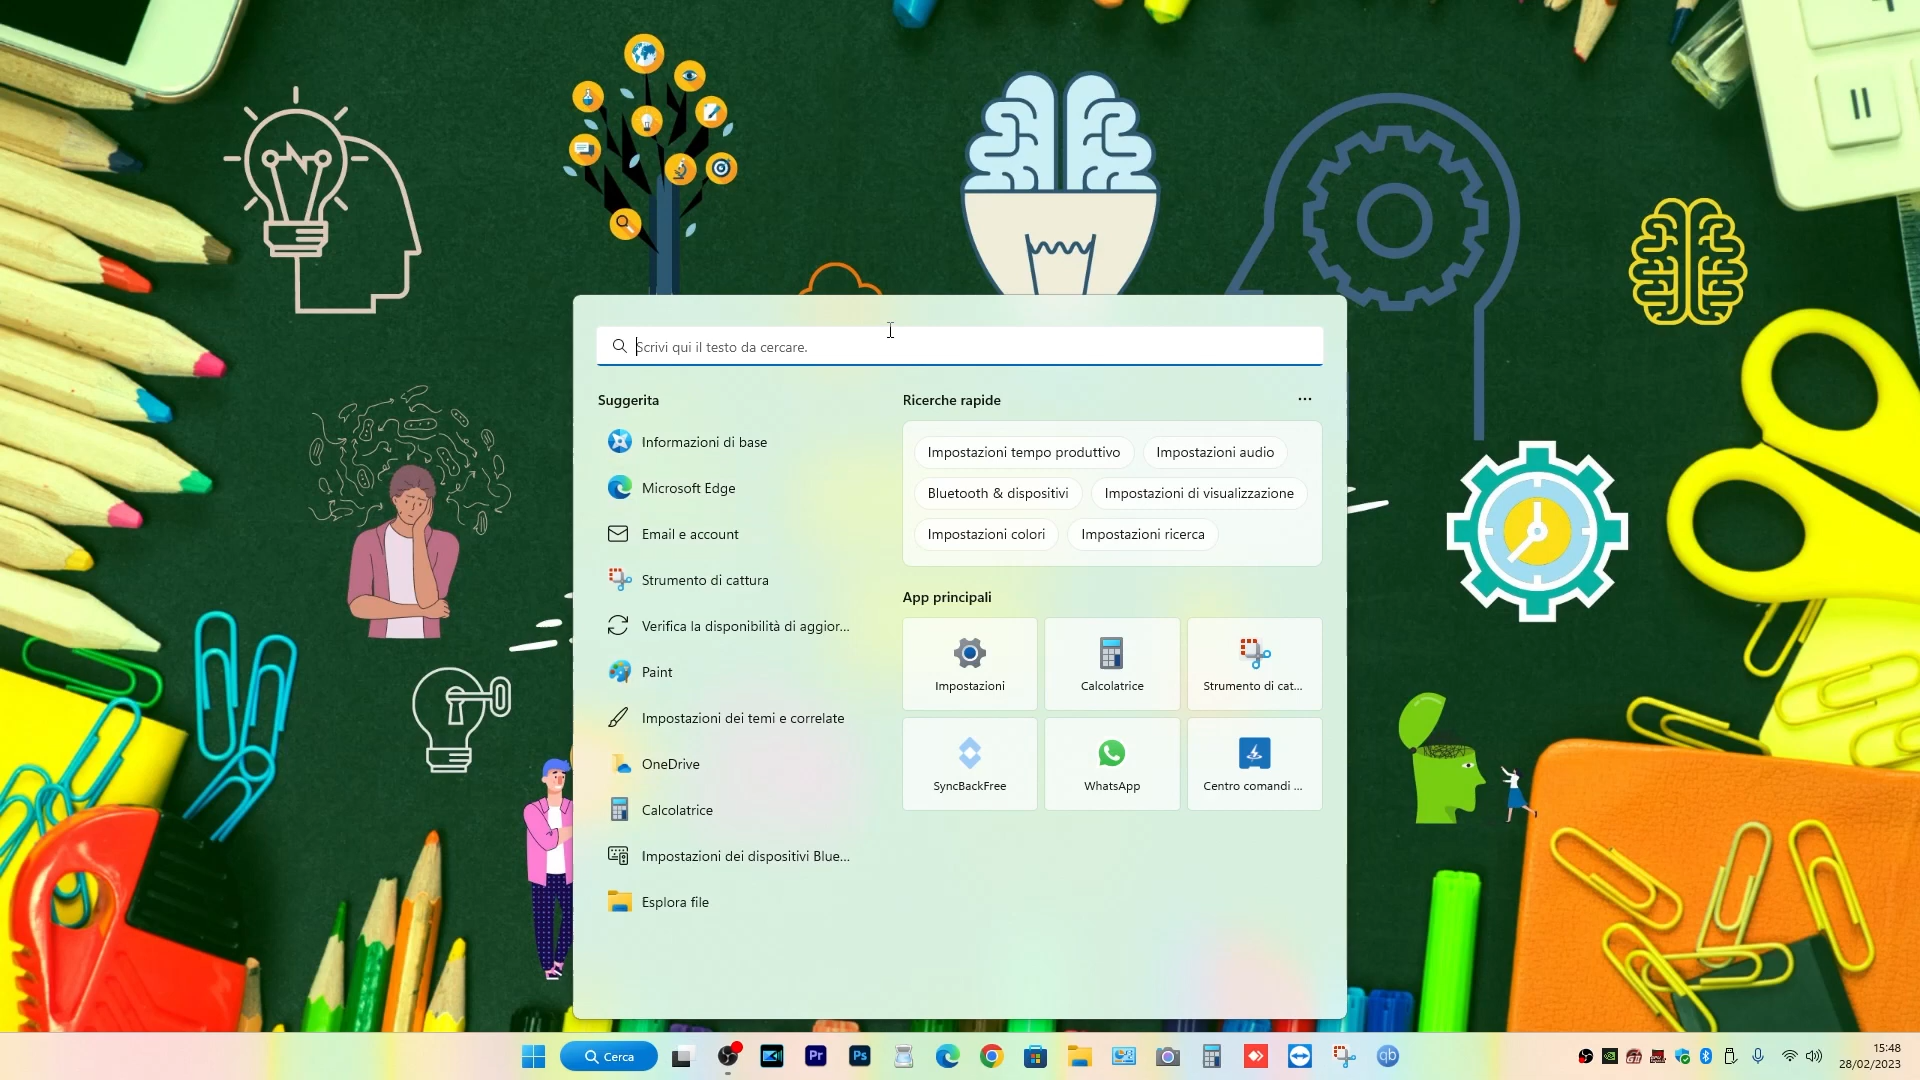 Scrivi qui il testo da cercare.
Suggerita
Informazioni di base
Microsoft Edge
Email e account
Strumento di cattura
Verifica la disponibilità di aggior...
Paint
Impostazioni dei temi e correlate
OneDrive
Calcolatrice
Impostazioni dei dispositivi Blue...
Esplora file
Ricerche rapide
Impostazioni tempo produttivo
Impostazioni audio
Bluetooth & dispositivi
Impostazioni di visualizzazione
Impostazioni colori
Impostazioni ricerca
App principali
Impostazioni
Calcolatrice
Strumento di cat...
SyncBackFree
WhatsApp
Centro comandi ...
Cerca
Pr
Ps
qb
15:48
28/02/2023